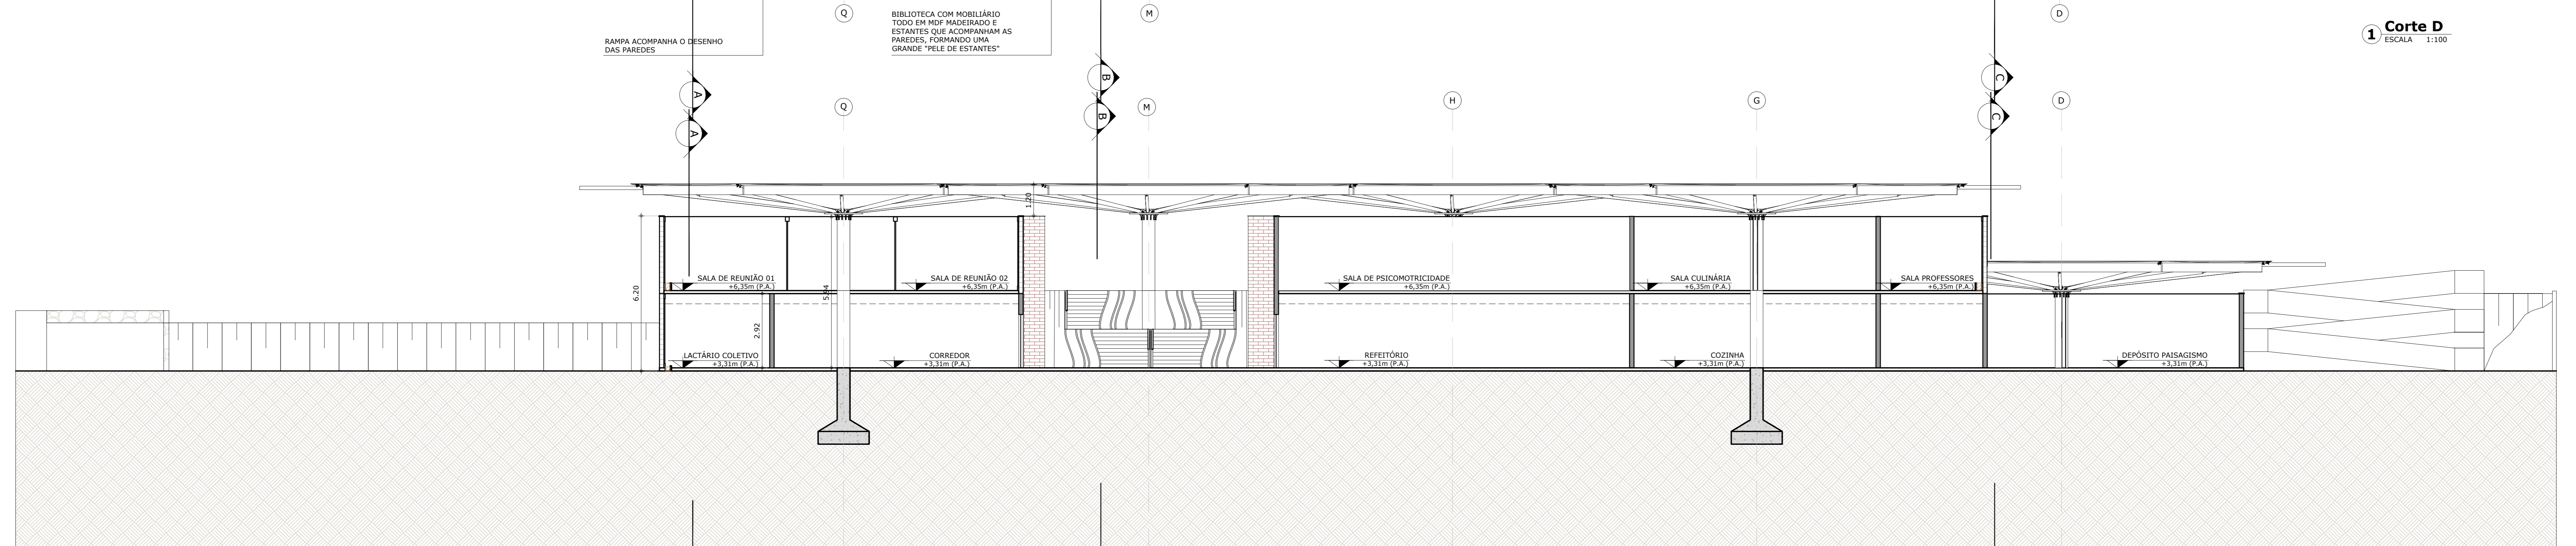 Q
BIBLIOTECA COM MOBILIÁRIO
TODO EM MDF MADEIRADO E
ESTANTES QUE ACOMPANHAM AS
PAREDES, FORMANDO UMA
GRANDE "PELE DE ESTANTES"
M
D
1
Corte D
ESCALA 1:100
RAMPA ACOMPANHA O DESENHO
DAS PAREDES
A
A
B
B
C
C
Q
M
H
G
D
1.20
6.20
5.94
2.92
SALA DE REUNIÃO 01
+6,35m (P.A.)
SALA DE REUNIÃO 02
+6,35m (P.A.)
SALA DE PSICOMOTRICIDADE
+6,35m (P.A.)
SALA CULINÁRIA
+6,35m (P.A.)
SALA PROFESSORES
+6,35m (P.A.)
LACTÁRIO COLETIVO
+3,31m (P.A.)
CORREDOR
+3,31m (P.A.)
REFEITÓRIO
+3,31m (P.A.)
COZINHA
+3,31m (P.A.)
DEPÓSITO PAISAGISMO
+3,31m (P.A.)